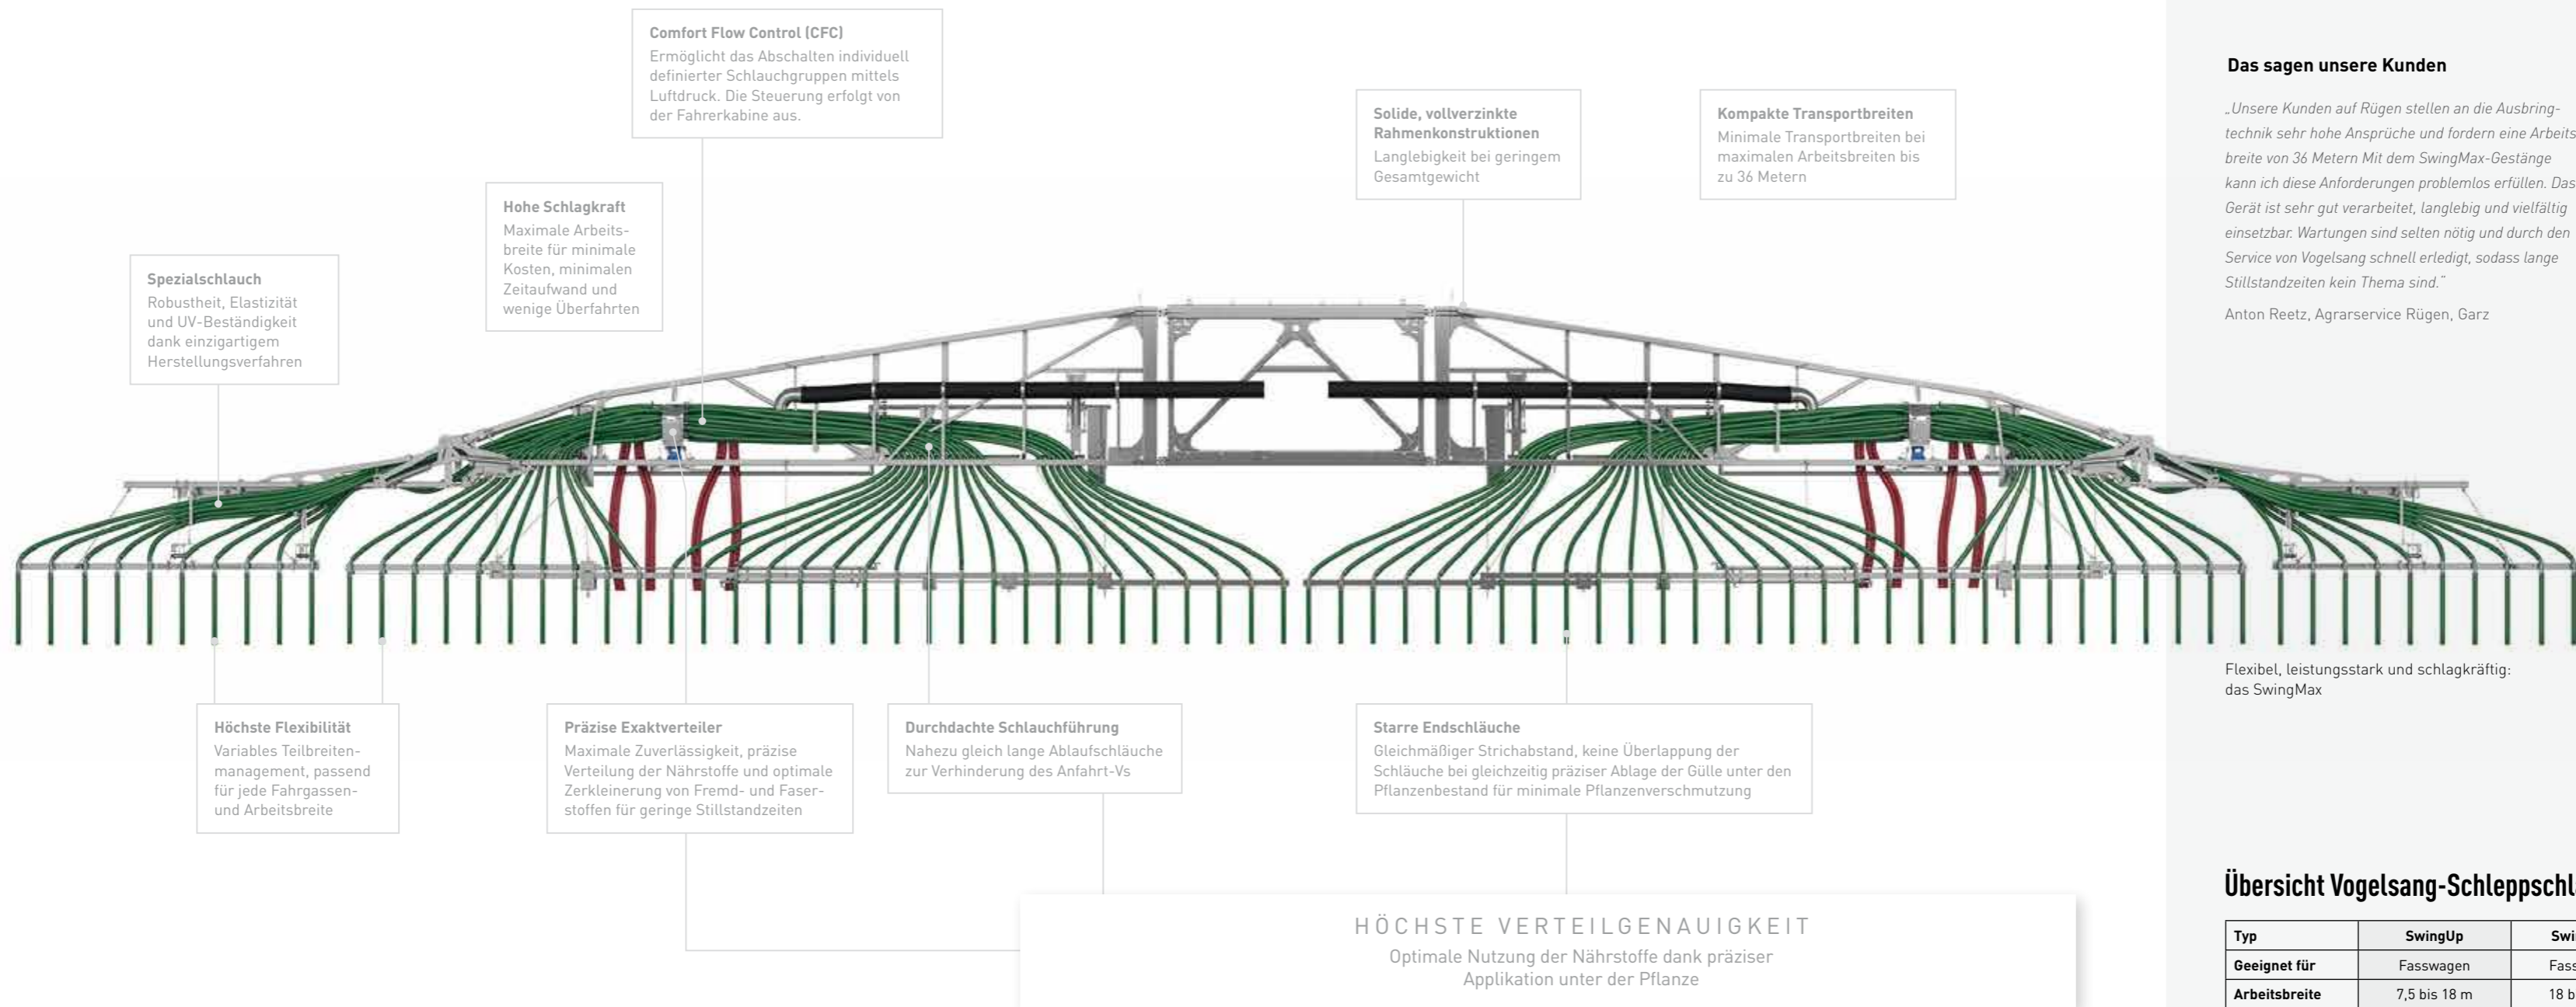 Comfort Flow Control (CFC)
Ermöglicht das Abschalten individuell
definierter Schlauchgruppen mittels
Luftdruck. Die Steuerung erfolgt von
der Fahrerkabine aus.
Hohe Schlagkraft
Maximale Arbeits-
breite für minimale
Kosten, minimalen
Zeitaufwand und
wenige Überfahrten
Spezialschlauch
Robustheit, Elastizität
und UV-Beständigkeit
dank einzigartigem
Herstellungsverfahren
Solide, vollverzinkte
Rahmenkonstruktionen
Langlebigkeit bei geringem
Gesamtgewicht
Kompakte Transportbreiten
Minimale Transportbreiten bei
maximalen Arbeitsbreiten bis
zu 36 Metern
Höchste Flexibilität
Variables Teilbreiten-
management, passend
für jede Fahrgassen-
und Arbeitsbreite
Präzise Exaktverteiler
Maximale Zuverlässigkeit, präzise
Verteilung der Nährstoffe und optimale
Zerkleinerung von Fremd- und Faser-
stoffen für geringe Stillstandzeiten
Durchdachte Schlauchführung
Nahezu gleich lange Ablaufschläuche
zur Verhinderung des Anfahrt-Vs
Starre Endschläuche
Gleichmäßiger Strichabstand, keine Überlappung der
Schläuche bei gleichzeitig präziser Ablage der Gülle unter den
Pflanzenbestand für minimale Pflanzenverschmutzung
HÖCHSTE VERTEILGENAUIGKEIT
Optimale Nutzung der Nährstoffe dank präziser
Applikation unter der Pflanze
Das sagen unsere Kunden
„Unsere Kunden auf Rügen stellen an die Ausbring-
technik sehr hohe Ansprüche und fordern eine Arbeits
breite von 36 Metern Mit dem SwingMax-Gestänge
kann ich diese Anforderungen problemlos erfüllen. Das
Gerät ist sehr gut verarbeitet, langlebig und vielfältig
einsetzbar. Wartungen sind selten nötig und durch den
Service von Vogelsang schnell erledigt, sodass lange
Stillstandzeiten kein Thema sind.“
Anton Reetz, Agrarservice Rügen, Garz
Flexibel, leistungsstark und schlagkräftig:
das SwingMax
Übersicht Vogelsang-Schleppschl
Typ SwingUp Swi
Geeignet für Fasswagen Fass
Arbeitsbreite 7,5 bis 18 m 18 b